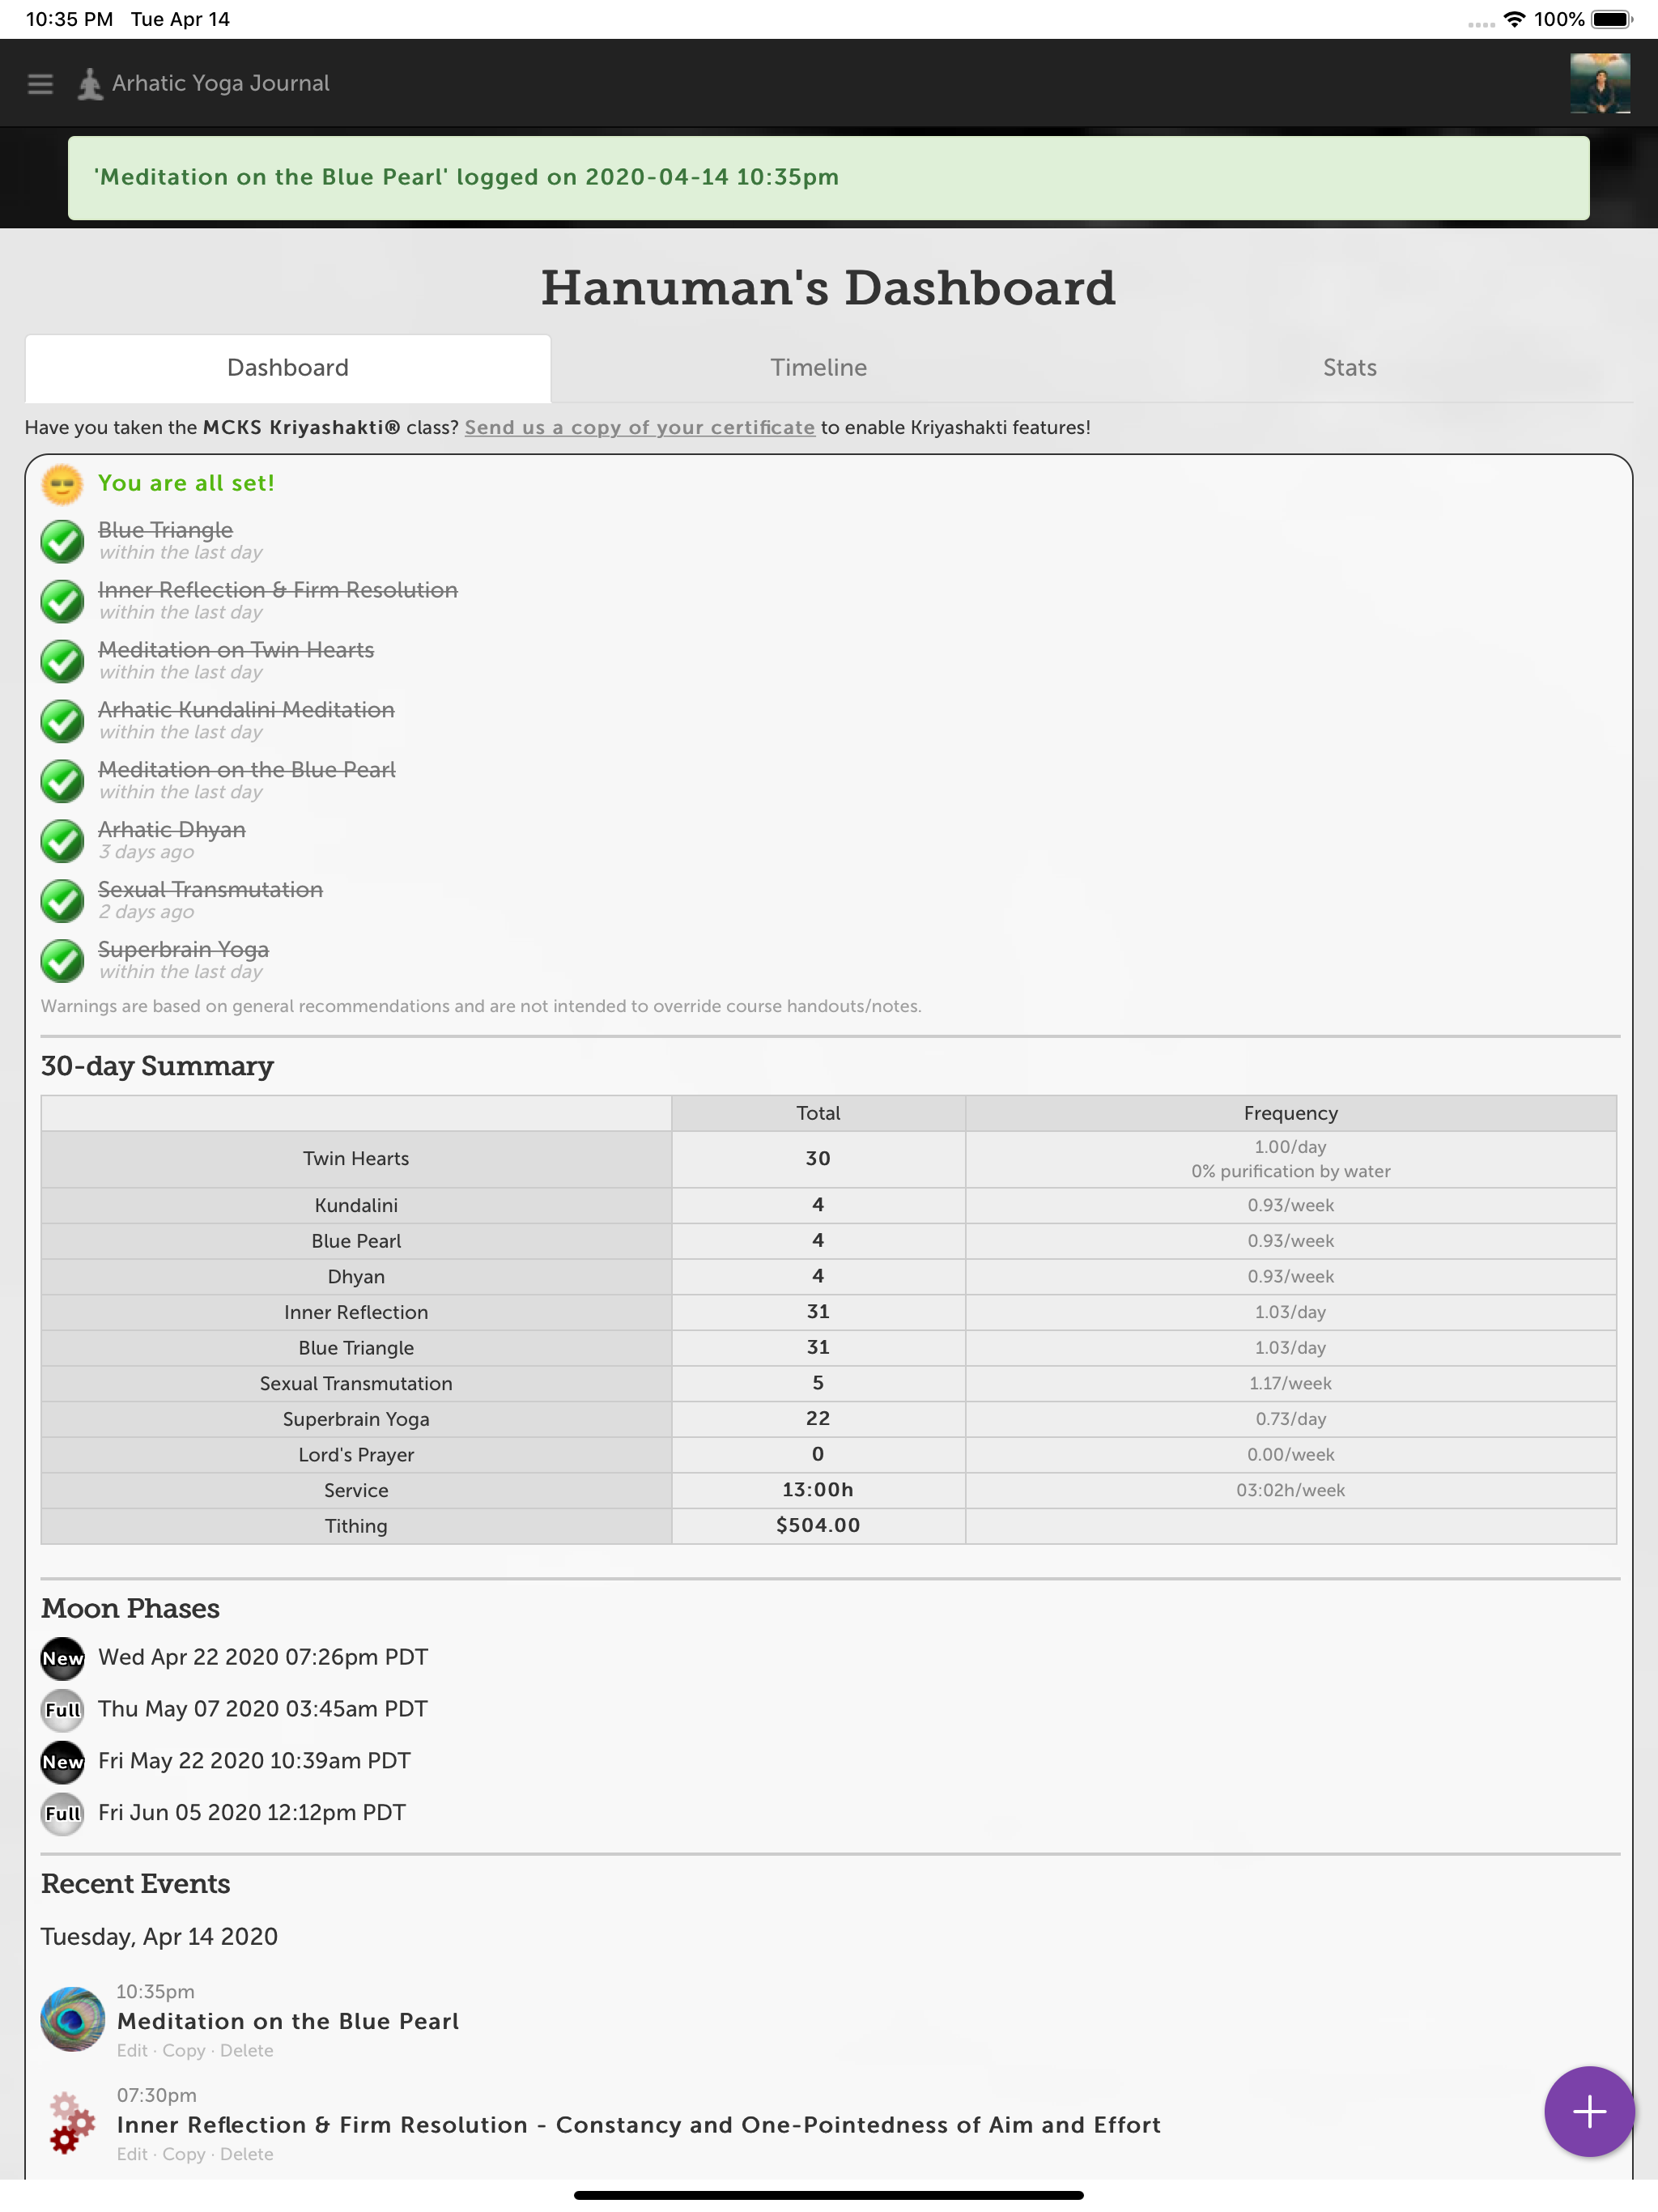 10:35 PM Tue Apr 14
100%
Arhatic Yoga Journal
'Meditation on the Blue Pearl' logged on 2020-04-14 10:35pm
Hanuman's Dashboard
Dashboard Timeline Stats
Have you taken the MCKS Kriyashakti® class? Send us a copy of your certificate to enable Kriyashakti features!
You are all set!
Blue Triangle
within the last day
Inner Reflection & Firm Resolution
within the last day
Meditation on Twin Hearts
within the last day
Arhatic Kundalini Meditation
within the last day
Meditation on the Blue Pearl
within the last day
Arhatic Dhyan
3 days ago
Sexual Transmutation
2 days ago
Superbrain Yoga
within the last day
Warnings are based on general recommendations and are not intended to override course handouts/notes.
30-day Summary
Total Frequency
Twin Hearts 30 1.00/day
0% purification by water
Kundalini 4 0.93/week
Blue Pearl 4 0.93/week
Dhyan 4 0.93/week
Inner Reflection 31 1.03/day
Blue Triangle 31 1.03/day
Sexual Transmutation 5 1.17/week
Superbrain Yoga 22 0.73/day
Lord's Prayer 0 0.00/week
Service 13:00h 03:02h/week
Tithing $504.00
Moon Phases
New Wed Apr 22 2020 07:26pm PDT
Full Thu May 07 2020 03:45am PDT
New Fri May 22 2020 10:39am PDT
Full Fri Jun 05 2020 12:12pm PDT
Recent Events
Tuesday, Apr 14 2020
10:35pm
Meditation on the Blue Pearl
Edit · Copy · Delete
07:30pm
Inner Reflection & Firm Resolution - Constancy and One-Pointedness of Aim and Effort
Edit · Copy · Delete